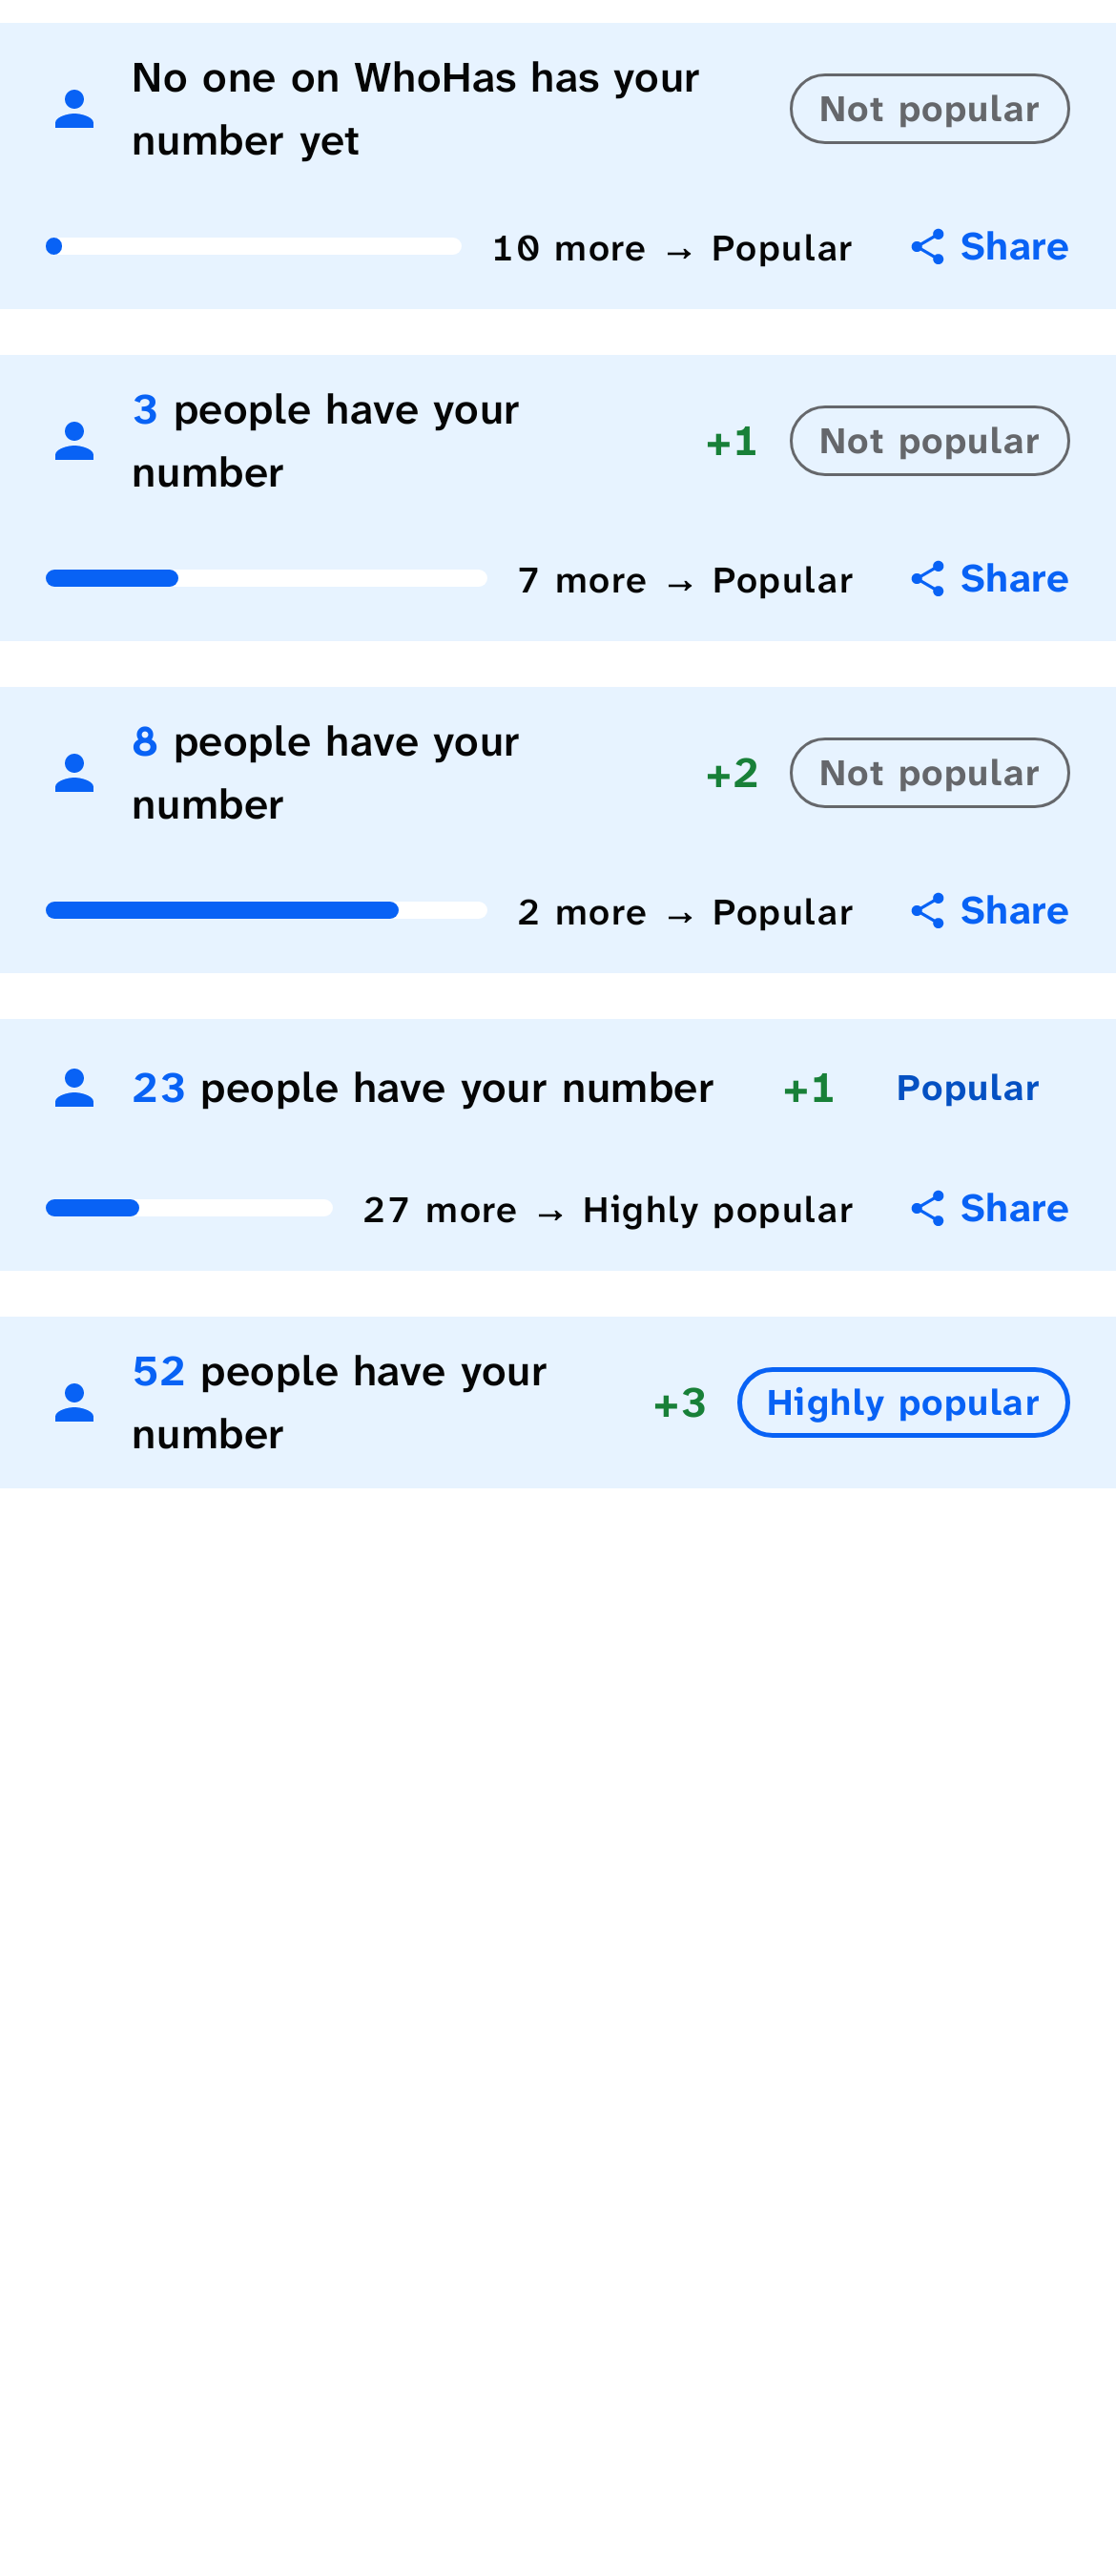 No one on WhoHas has your
number yet
Not popular
10 more → Popular
Share
3 people have your
number
+1
Not popular
7 more → Popular
Share
8 people have your
number
+2
Not popular
2 more → Popular
Share
23 people have your number
+1
Popular
27 more → Highly popular
Share
52 people have your
number
+3
Highly popular